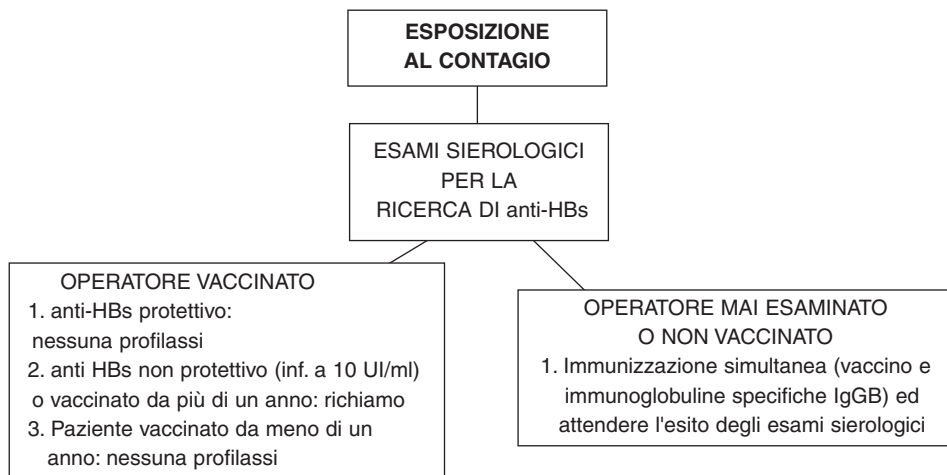 ESPOSIZIONE
AL CONTAGIO
ESAMI SIEROLOGICI
PER LA
RICERCA DI anti-HBs
OPERATORE VACCINATO
1. anti-HBs protettivo:
nessuna profilassi
2. anti HBs non protettivo (inf. a 10 UI/ml)
o vaccinato da più di un anno: richiamo
3. Paziente vaccinato da meno di un
anno: nessuna profilassi
OPERATORE MAI ESAMINATO
O NON VACCINATO
1. Immunizzazione simultanea (vaccino e
immunoglobuline specifiche IgGB) ed
attendere l'esito degli esami sierologici